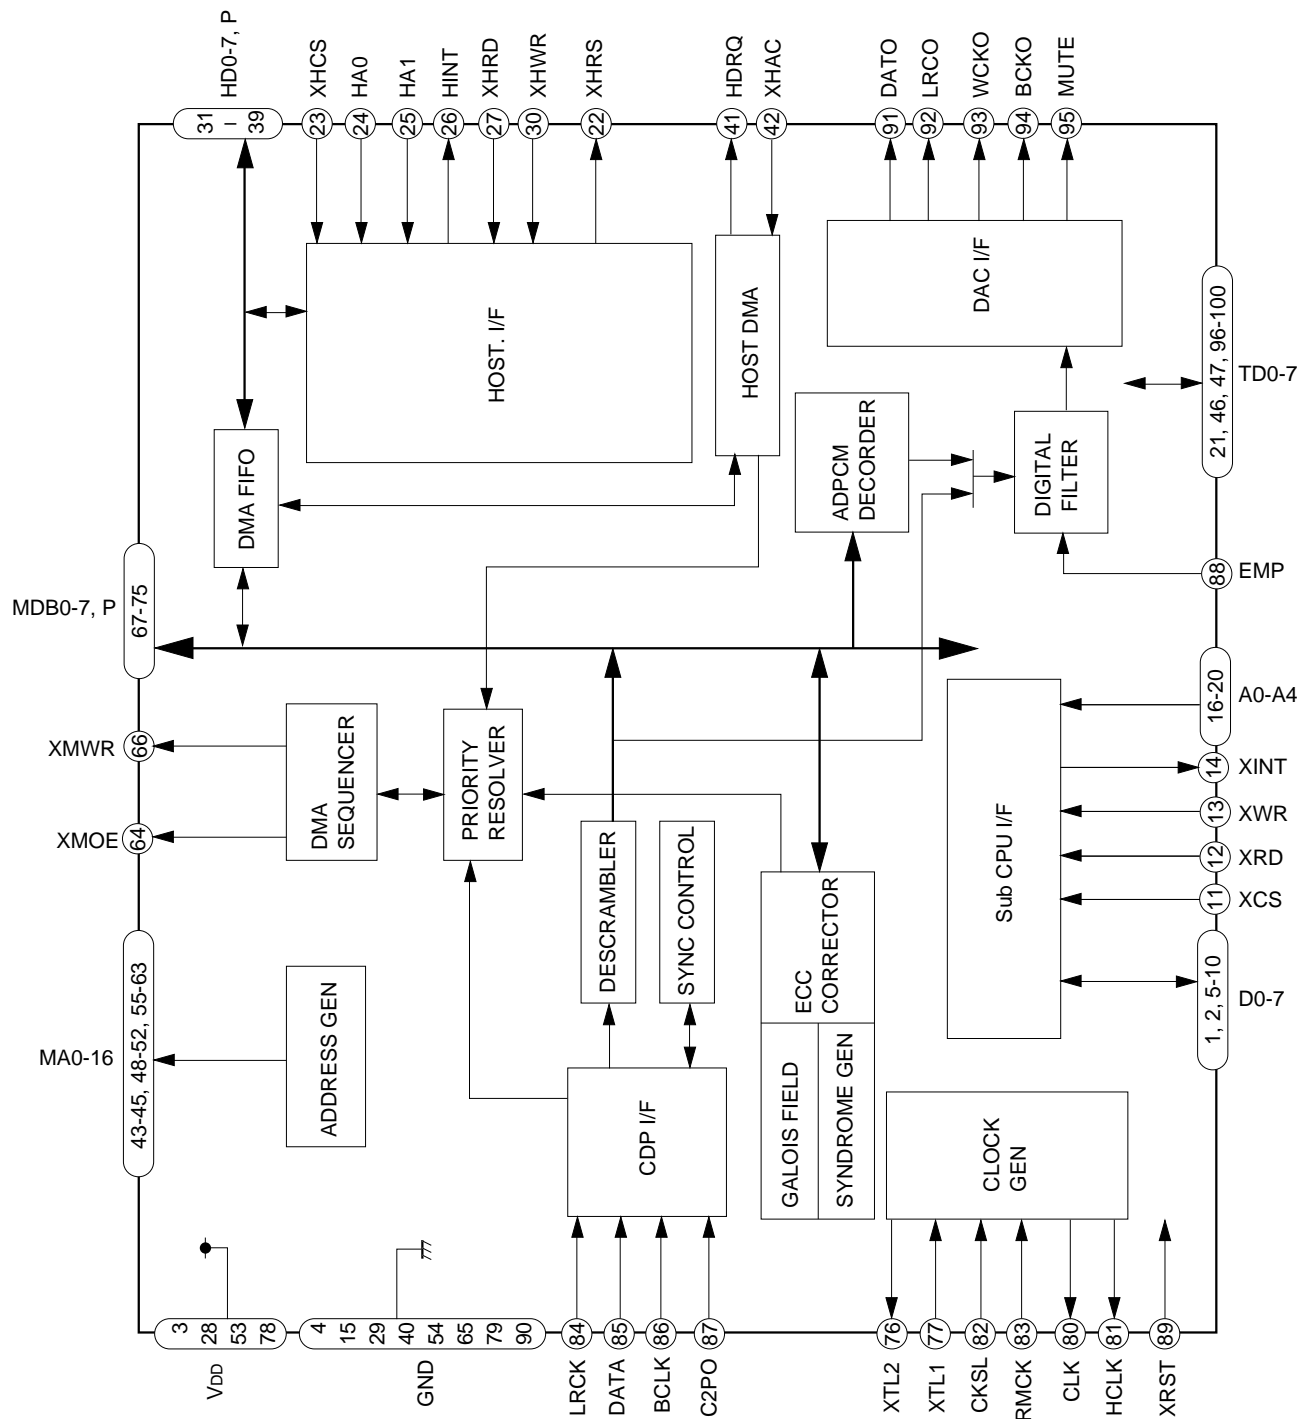 HD0-7, P
XHCS
HA0
HA1
HINT
XHRD
XHWR
XHRS
HDRQ
XHAC
DATO
LRCO
WCKO
BCKO
MUTE
31
–
39
23
24
25
26
27
30
22
41
42
91
92
93
94
95
HOST. I/F
HOST DMA
DAC I/F
21, 46, 47, 96-100
TD0-7
DMA FIFO
ADPCM
DECORDER
DIGITAL
FILTER
88
EMP
MDB0-7, P
67-75
XMWR
66
XMOE
64
DMA
SEQUENCER
PRIORITY
RESOLVER
DESCRAMBLER
SYNC CONTROL
ECC
CORRECTOR
GALOIS FIELD
SYNDROME GEN
Sub CPU I/F
16-20
A0-A4
14
XINT
13
XWR
12
XRD
11
XCS
1, 2, 5-10
D0-7
MA0-16
43-45, 48-52, 55-63
ADDRESS GEN
CDP I/F
CLOCK
GEN
3
28
53
78
4
15
29
40
54
65
79
90
84
85
86
87
76
77
82
83
80
81
89
VDD
GND
LRCK
DATA
BCLK
C2PO
XTL2
XTL1
CKSL
RMCK
CLK
HCLK
XRST